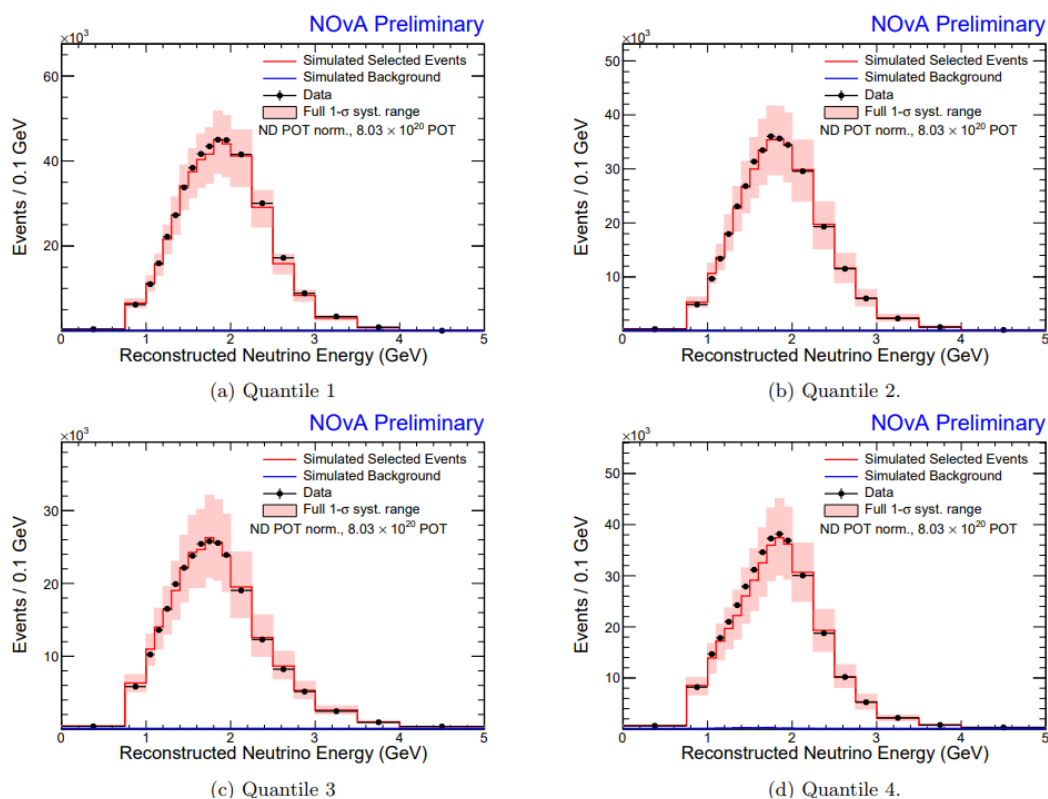 NOvA Preliminary
×10³
60
40
20
Events / 0.1 GeV
Simulated Selected Events
Simulated Background
Data
Full 1-σ syst. range
ND POT norm., 8.03 × 10²⁰ POT
0 1 2 3 4 5
Reconstructed Neutrino Energy (GeV)
(a) Quantile 1
NOvA Preliminary
×10³
50
40
30
20
10
Events / 0.1 GeV
Simulated Selected Events
Simulated Background
Data
Full 1-σ syst. range
ND POT norm., 8.03 × 10²⁰ POT
0 1 2 3 4 5
Reconstructed Neutrino Energy (GeV)
(b) Quantile 2.
NOvA Preliminary
×10³
30
20
10
Events / 0.1 GeV
Simulated Selected Events
Simulated Background
Data
Full 1-σ syst. range
ND POT norm., 8.03 × 10²⁰ POT
0 1 2 3 4 5
Reconstructed Neutrino Energy (GeV)
(c) Quantile 3
NOvA Preliminary
×10³
50
40
30
20
10
Events / 0.1 GeV
Simulated Selected Events
Simulated Background
Data
Full 1-σ syst. range
ND POT norm., 8.03 × 10²⁰ POT
0 1 2 3 4 5
Reconstructed Neutrino Energy (GeV)
(d) Quantile 4.